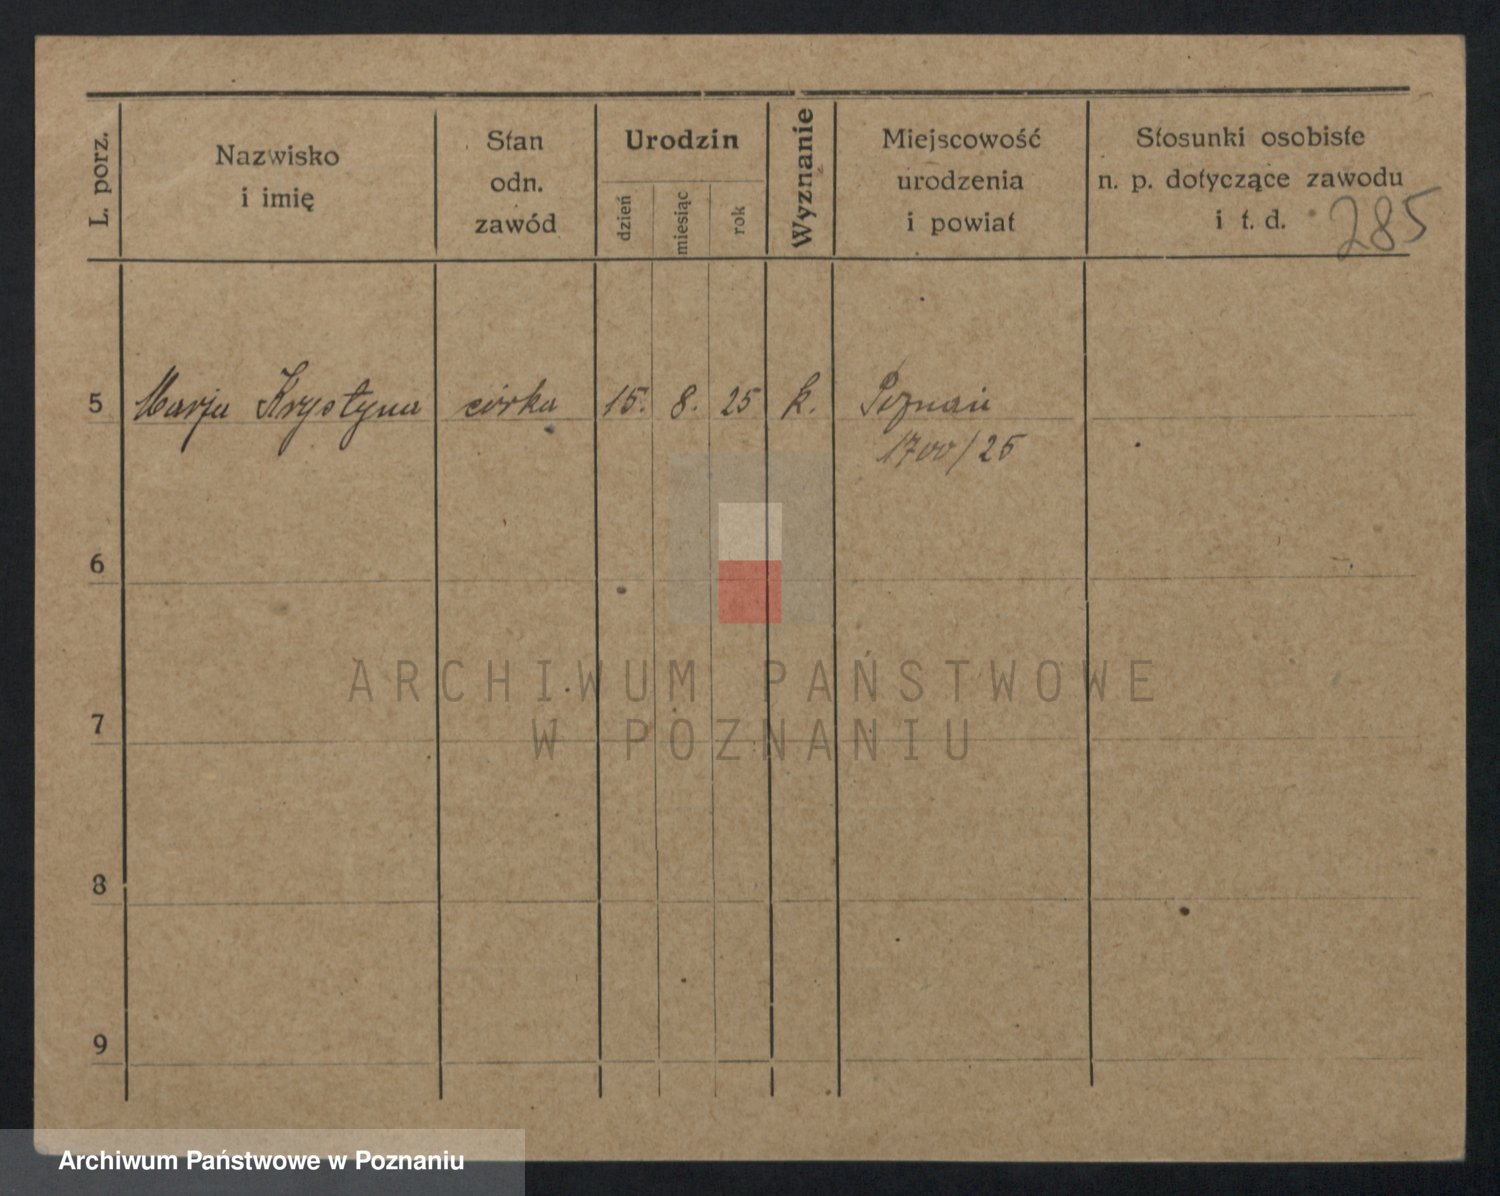 L. porz.
Nazwisko
i imię
Stan
odn.
zawód
Urodzin
dzień
miesiąc
rok
Wyznanie
Miejscowość
urodzenia
i powiat
Stosunki osobiste
n. p. dotyczące zawodu
i t. d.
285
5 Marja Krystyna córka 15. 8. 25 k. Poznań
1700/25
6
7
8
9
ARCHIWUM PAŃSTWOWE
W POZNANIU
Archiwum Państwowe w Poznaniu